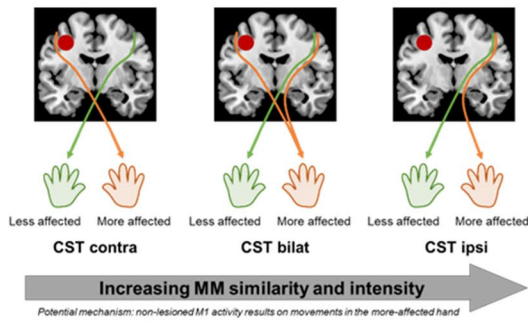 Less affected More affected Less affected More affected Less affected More affected
CST contra CST bilat CST ipsi
Increasing MM similarity and intensity
Potential mechanism: non-lesioned M1 activity results on movements in the more-affected hand